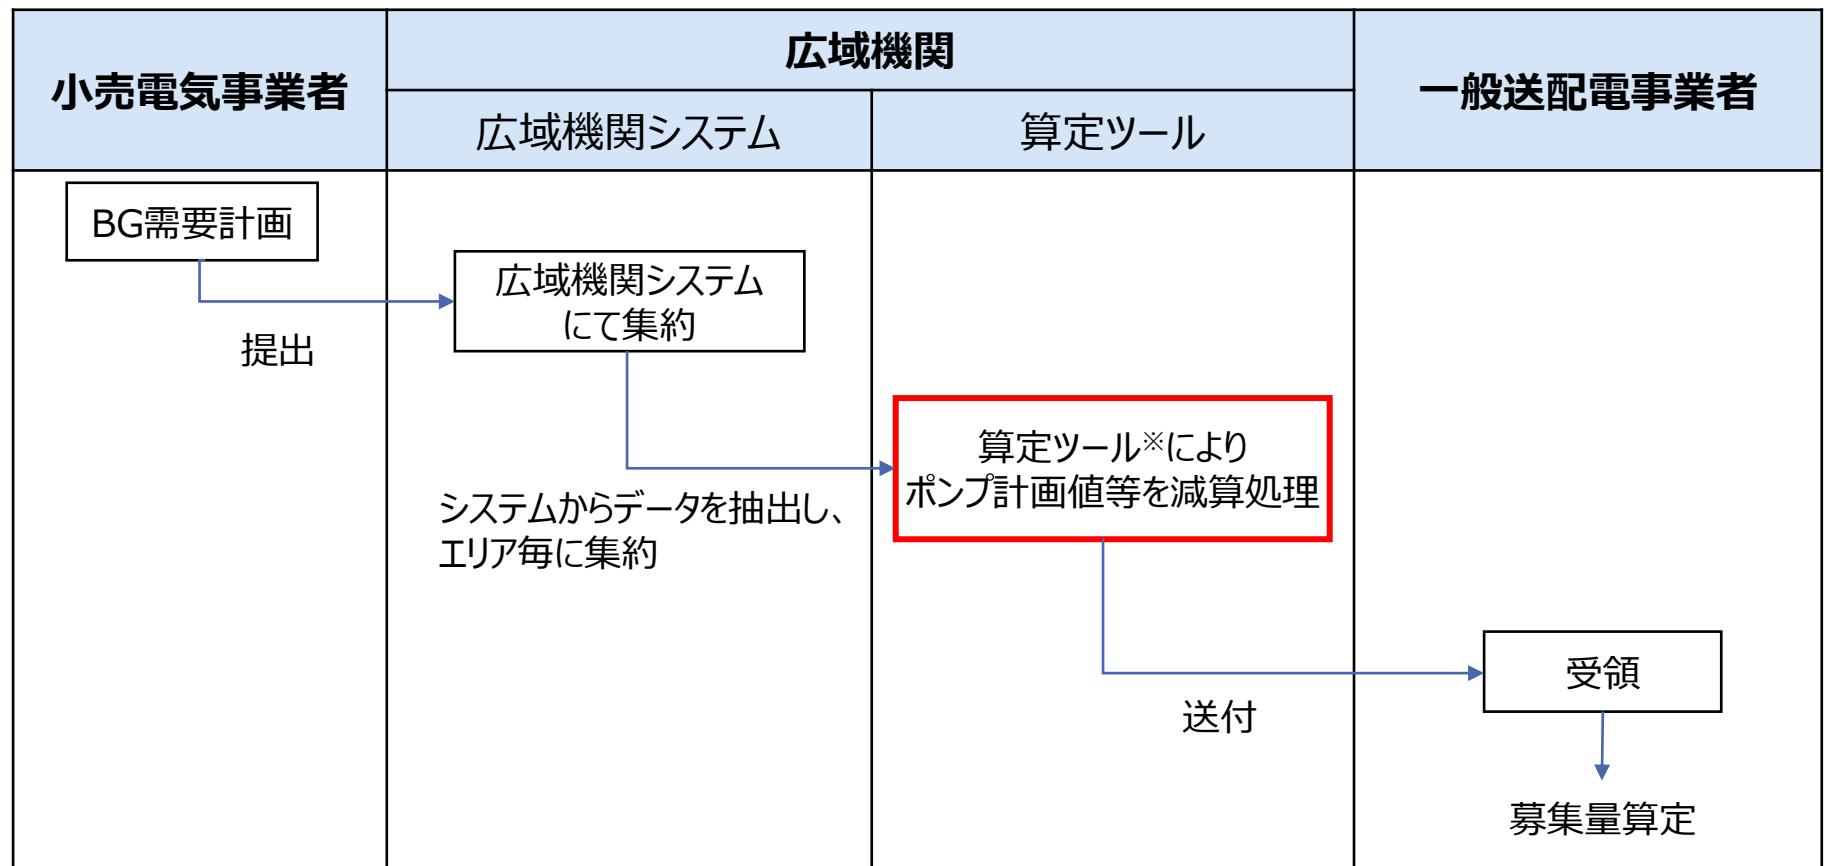 小売電気事業者
広域機関
一般送配電事業者
広域機関システム
算定ツール
BG需要計画
広域機関システム
にて集約
提出
算定ツール※により
ポンプ計画値等を減算処理
システムからデータを抽出し、
エリア毎に集約
受領
送付
募集量算定